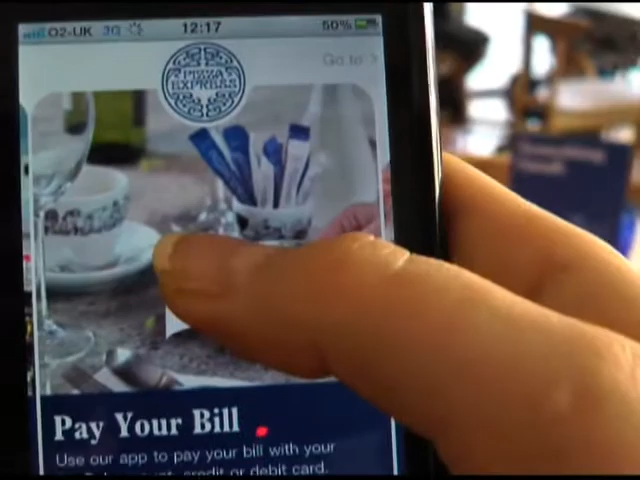 O2-UK 3G 12:17 50%
Go to >
PIZZA
EXPRESS
Pay Your Bill
Use our app to pay your bill with your
credit or debit card.